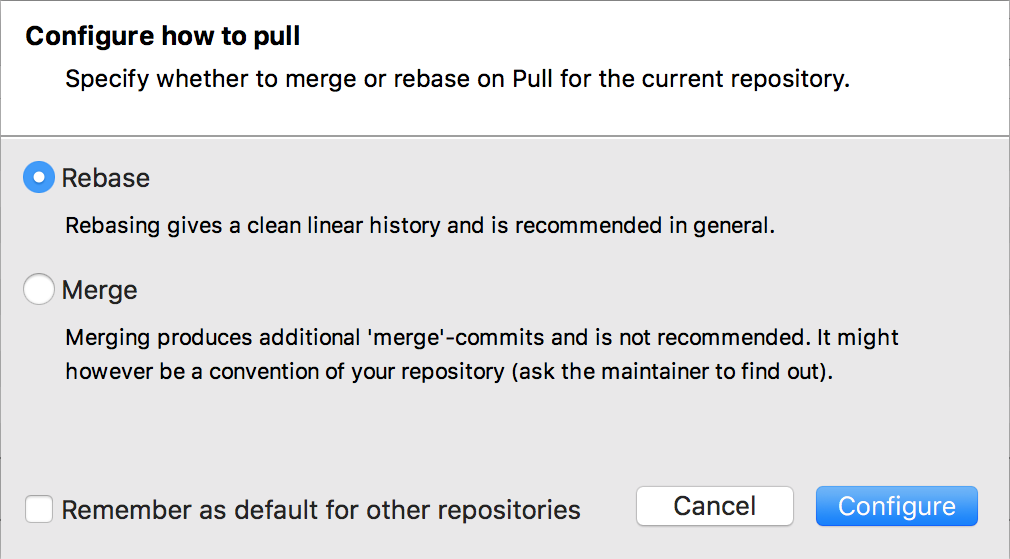 Configure how to pull
Specify whether to merge or rebase on Pull for the current repository.
Rebase
Rebasing gives a clean linear history and is recommended in general.
Merge
Merging produces additional 'merge'-commits and is not recommended. It might
however be a convention of your repository (ask the maintainer to find out).
Remember as default for other repositories
Cancel
Configure